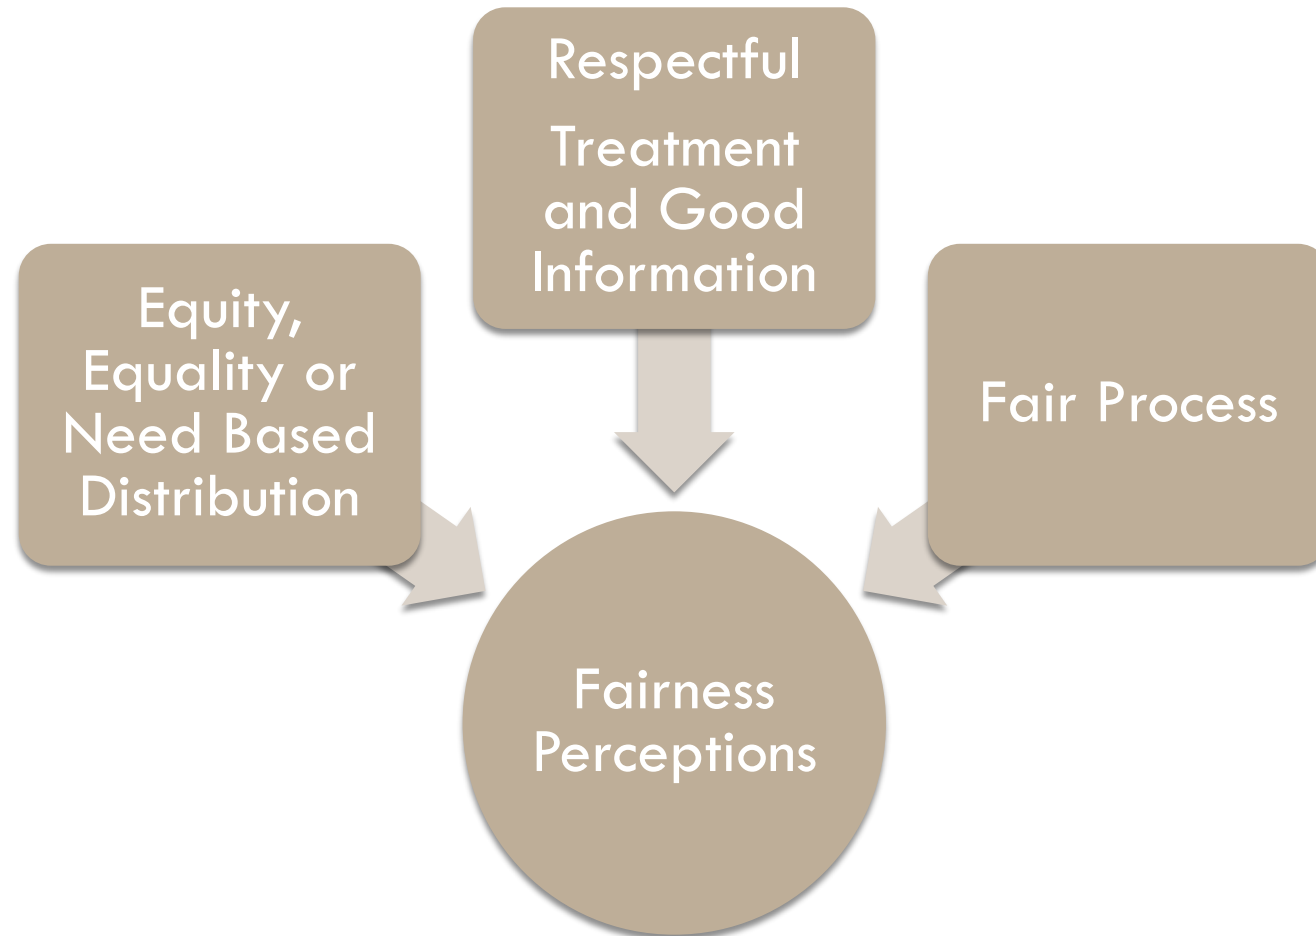 Respectful
Treatment
and Good
Information
Equity,
Equality or
Need Based
Distribution
Fair Process
Fairness
Perceptions